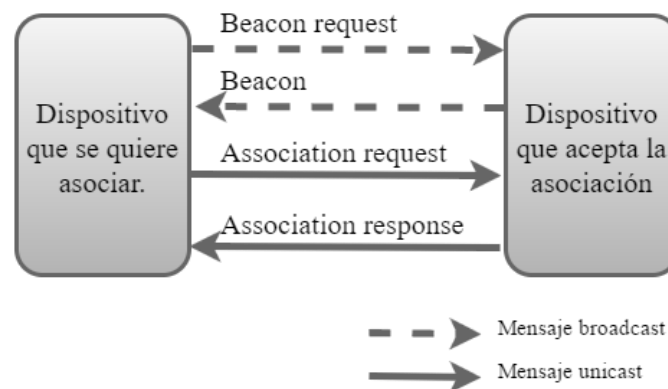 Beacon request
Beacon
Association request
Association response
Dispositivo
que se quiere
asociar.
Dispositivo
que acepta la
asociación
Mensaje broadcast
Mensaje unicast